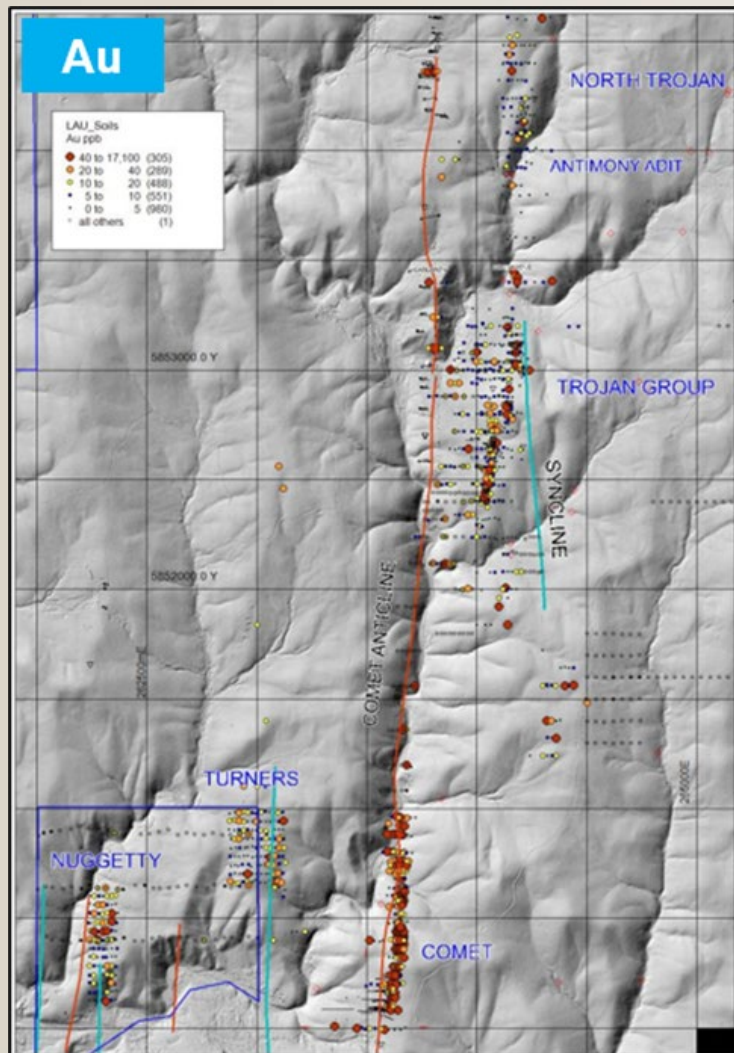 Au
LAU_Soils
Au ppb
40 to 17,100 (305)
20 to 40 (289)
10 to 20 (488)
5 to 10 (551)
0 to 5 (980)
all others (1)
NORTH TROJAN
ANTIMONY ADIT
5853000.0 Y
TROJAN GROUP
SYNCLINE
5852000.0 Y
COMET ANTICLINE
TURNERS
NUGGETTY
COMET